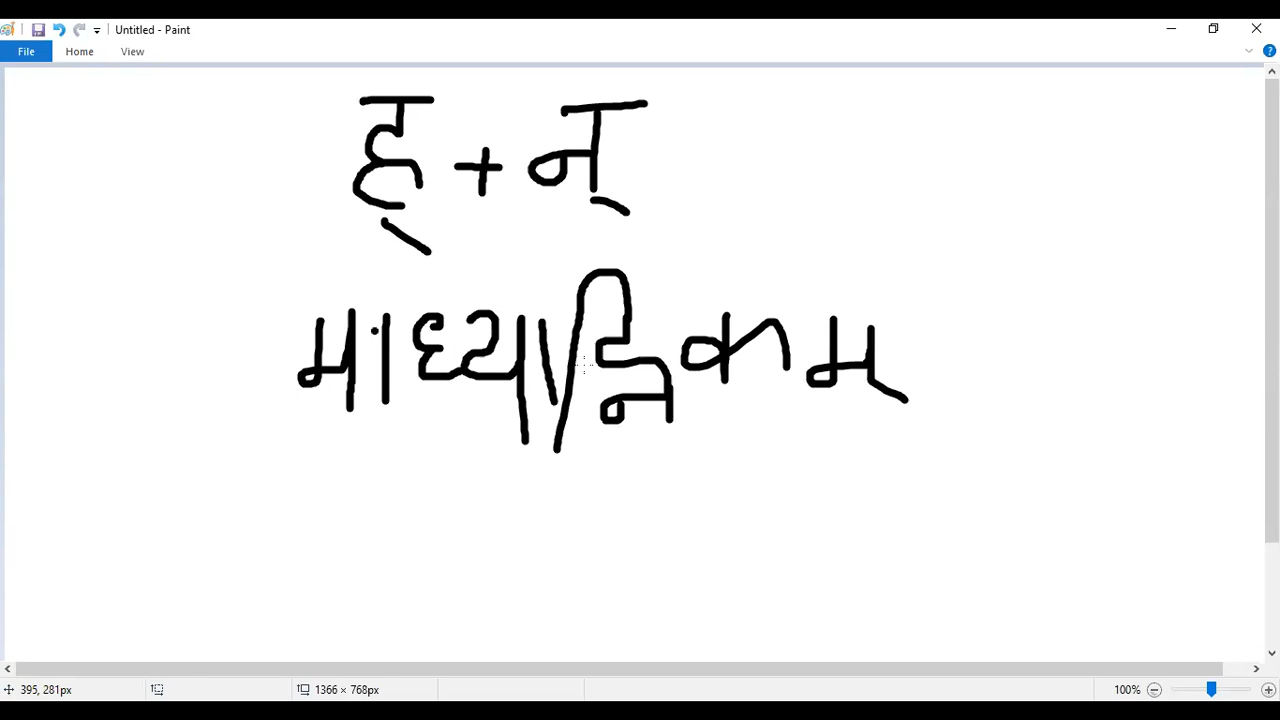 Untitled - Paint
File Home View
ह् + न्
माध्याह्निकम्
395, 281px 1366 × 768px 100%